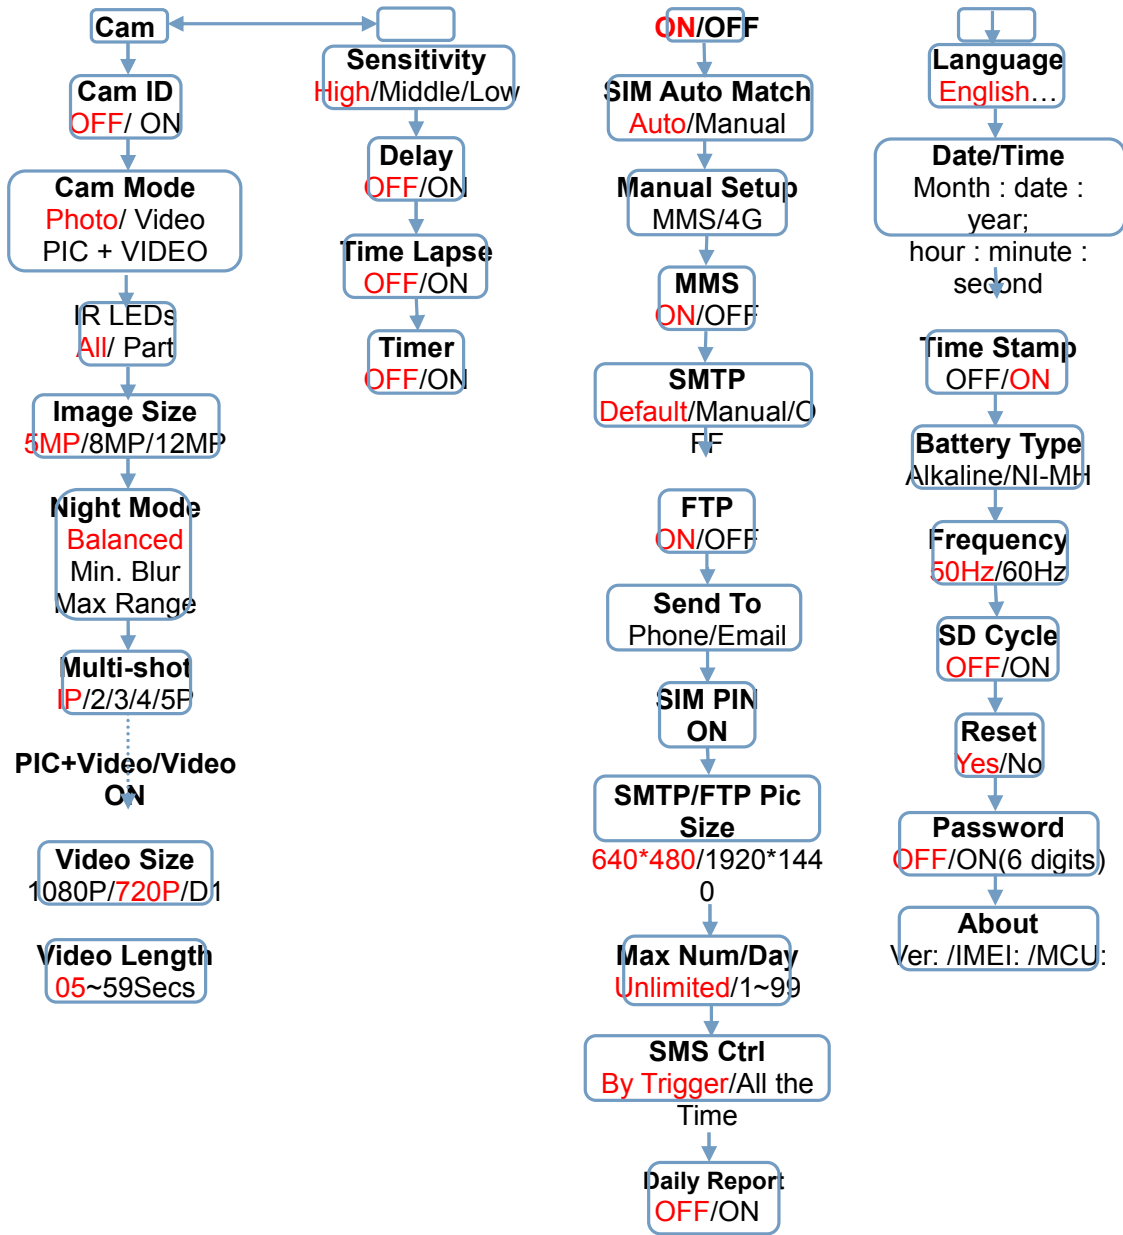 Cam
Cam ID
OFF/ ON
Cam Mode
Photo/ Video
PIC + VIDEO
IR LEDs
All/ Part
Image Size
5MP/8MP/12MP
Night Mode
Balanced
Min. Blur
Max Range
Multi-shot
IP/2/3/4/5P
PIC+Video/Video
ON
Video Size
1080P/720P/D1
Video Length
05~59Secs
Sensitivity
High/Middle/Low
Delay
OFF/ON
Time Lapse
OFF/ON
Timer
OFF/ON
ON/OFF
SIM Auto Match
Auto/Manual
Manual Setup
MMS/4G
MMS
ON/OFF
SMTP
Default/Manual/O
FF
FTP
ON/OFF
Send To
Phone/Email
SIM PIN
ON
SMTP/FTP Pic
Size
640*480/1920*144
0
Max Num/Day
Unlimited/1~99
SMS Ctrl
By Trigger/All the
Time
Daily Report
OFF/ON
Language
English…
Date/Time
Month : date :
year;
hour : minute :
second
Time Stamp
OFF/ON
Battery Type
Alkaline/NI-MH
Frequency
50Hz/60Hz
SD Cycle
OFF/ON
Reset
Yes/No
Password
OFF/ON(6 digits)
About
Ver: /IMEI: /MCU: